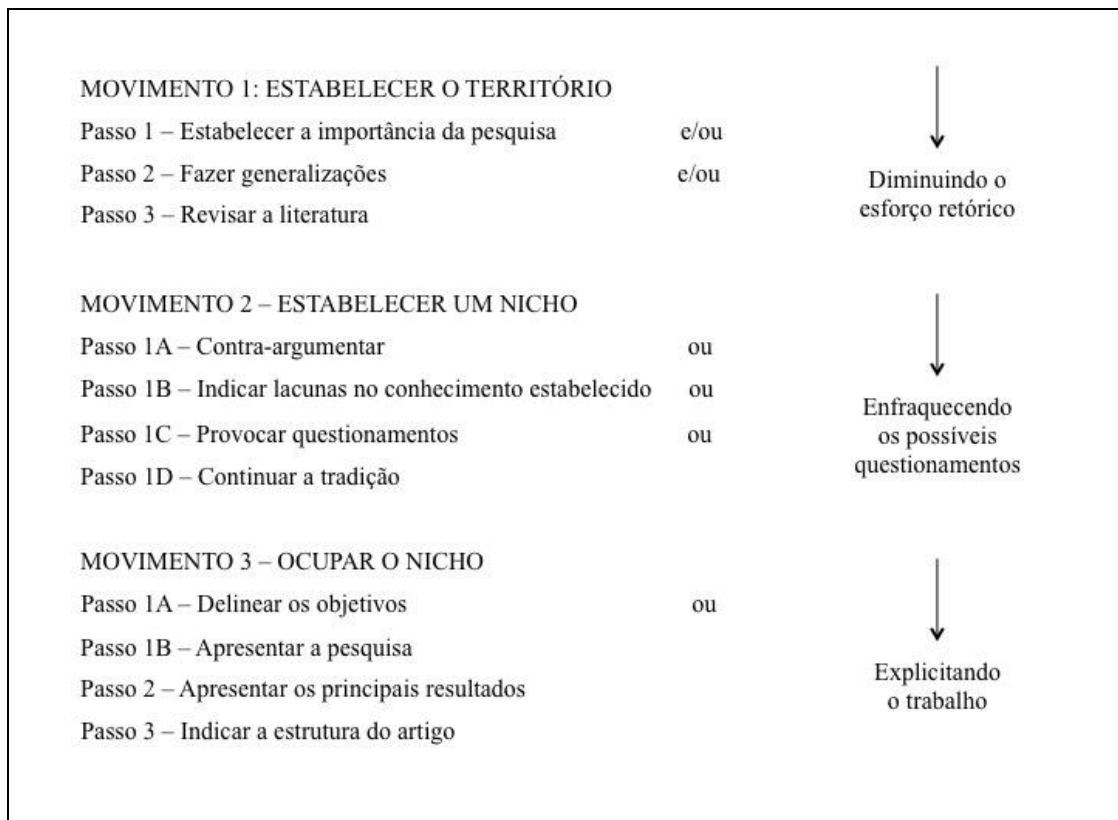 MOVIMENTO 1: ESTABELECER O TERRITÓRIO
Passo 1 – Estabelecer a importância da pesquisa e/ou
Passo 2 – Fazer generalizações e/ou
Passo 3 – Revisar a literatura
Diminuindo o
esforço retórico
MOVIMENTO 2 – ESTABELECER UM NICHO
Passo 1A – Contra-argumentar ou
Passo 1B – Indicar lacunas no conhecimento estabelecido ou
Passo 1C – Provocar questionamentos ou
Passo 1D – Continuar a tradição
Enfraquecendo
os possíveis
questionamentos
MOVIMENTO 3 – OCUPAR O NICHO
Passo 1A – Delinear os objetivos ou
Passo 1B – Apresentar a pesquisa
Passo 2 – Apresentar os principais resultados
Passo 3 – Indicar a estrutura do artigo
Explicitando
o trabalho